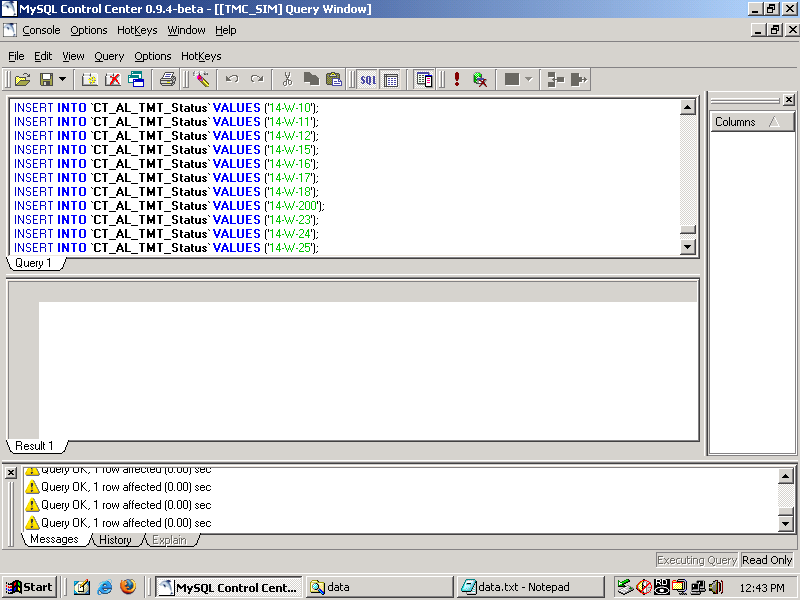 MySQL Control Center 0.9.4-beta - [[TMC_SIM] Query Window]
Console Options HotKeys Window Help
File Edit View Query Options HotKeys
SQL
INSERT INTO `CT_AL_TMT_Status` VALUES ('14-W-10');
INSERT INTO `CT_AL_TMT_Status` VALUES ('14-W-11');
INSERT INTO `CT_AL_TMT_Status` VALUES ('14-W-12');
INSERT INTO `CT_AL_TMT_Status` VALUES ('14-W-15');
INSERT INTO `CT_AL_TMT_Status` VALUES ('14-W-16');
INSERT INTO `CT_AL_TMT_Status` VALUES ('14-W-17');
INSERT INTO `CT_AL_TMT_Status` VALUES ('14-W-18');
INSERT INTO `CT_AL_TMT_Status` VALUES ('14-W-200');
INSERT INTO `CT_AL_TMT_Status` VALUES ('14-W-23');
INSERT INTO `CT_AL_TMT_Status` VALUES ('14-W-24');
INSERT INTO `CT_AL_TMT_Status` VALUES ('14-W-25');
Query 1
Columns
Result 1
Query OK, 1 row affected (0.00) sec
Query OK, 1 row affected (0.00) sec
Query OK, 1 row affected (0.00) sec
Query OK, 1 row affected (0.00) sec
Messages History Explain
Executing Query Read Only
Start MySQL Control Cent... data data.txt - Notepad 12:43 PM